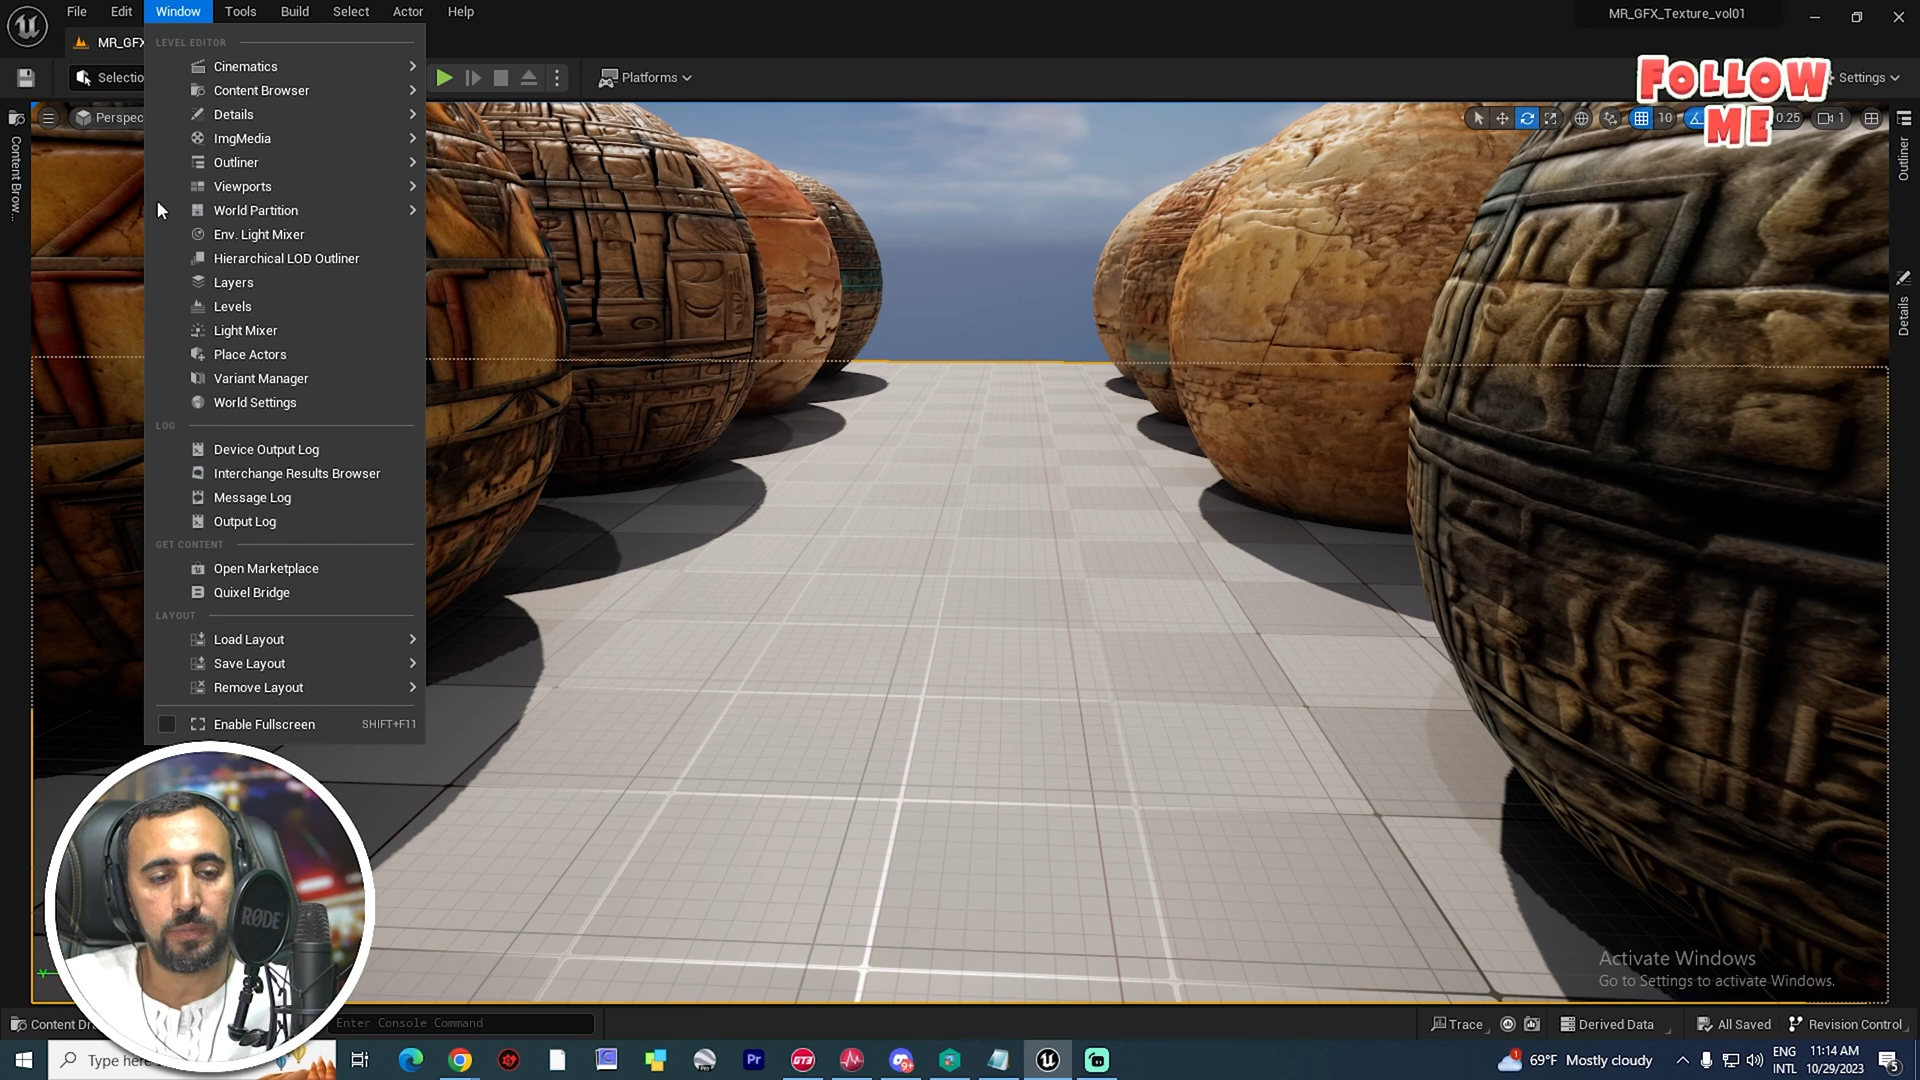 File Edit Window Tools Build Select Actor Help
MR_GFX_Texture_vol01
MR_GFX
FOLLOW
ME
Selectio
Platforms
Settings
Perspec
10
0.25
1
Content Brow...
Outliner
Details
LEVEL EDITOR
Cinematics
Content Browser
Details
ImgMedia
Outliner
Viewports
World Partition
Env. Light Mixer
Hierarchical LOD Outliner
Layers
Levels
Light Mixer
Place Actors
Variant Manager
World Settings
LOG
Device Output Log
Interchange Results Browser
Message Log
Output Log
GET CONTENT
Open Marketplace
Quixel Bridge
LAYOUT
Load Layout
Save Layout
Remove Layout
Enable Fullscreen SHIFT+F11
RØDE
Activate Windows
Go to Settings to activate Windows.
Content Dr
Enter Console Command
Trace
Derived Data
All Saved
Revision Control
Type here
Pr
GT3
9+
1
69°F Mostly cloudy
ENG
INTL
11:14 AM
10/29/2023
5